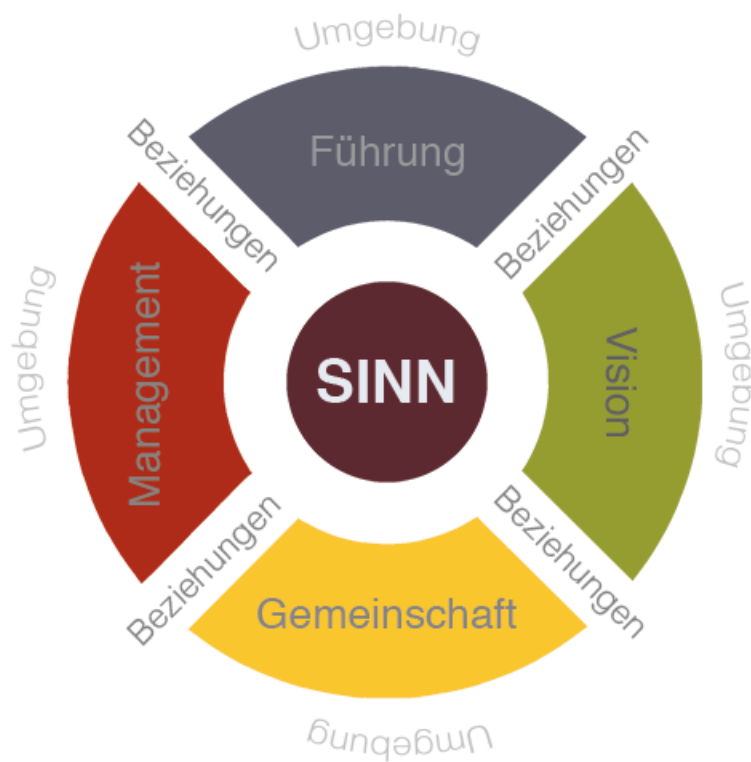 Umgebung
Führung
Beziehungen
Beziehungen
Umgebung
Management
SINN
Vision
Umgebung
Beziehungen
Beziehungen
Gemeinschaft
Umgebung